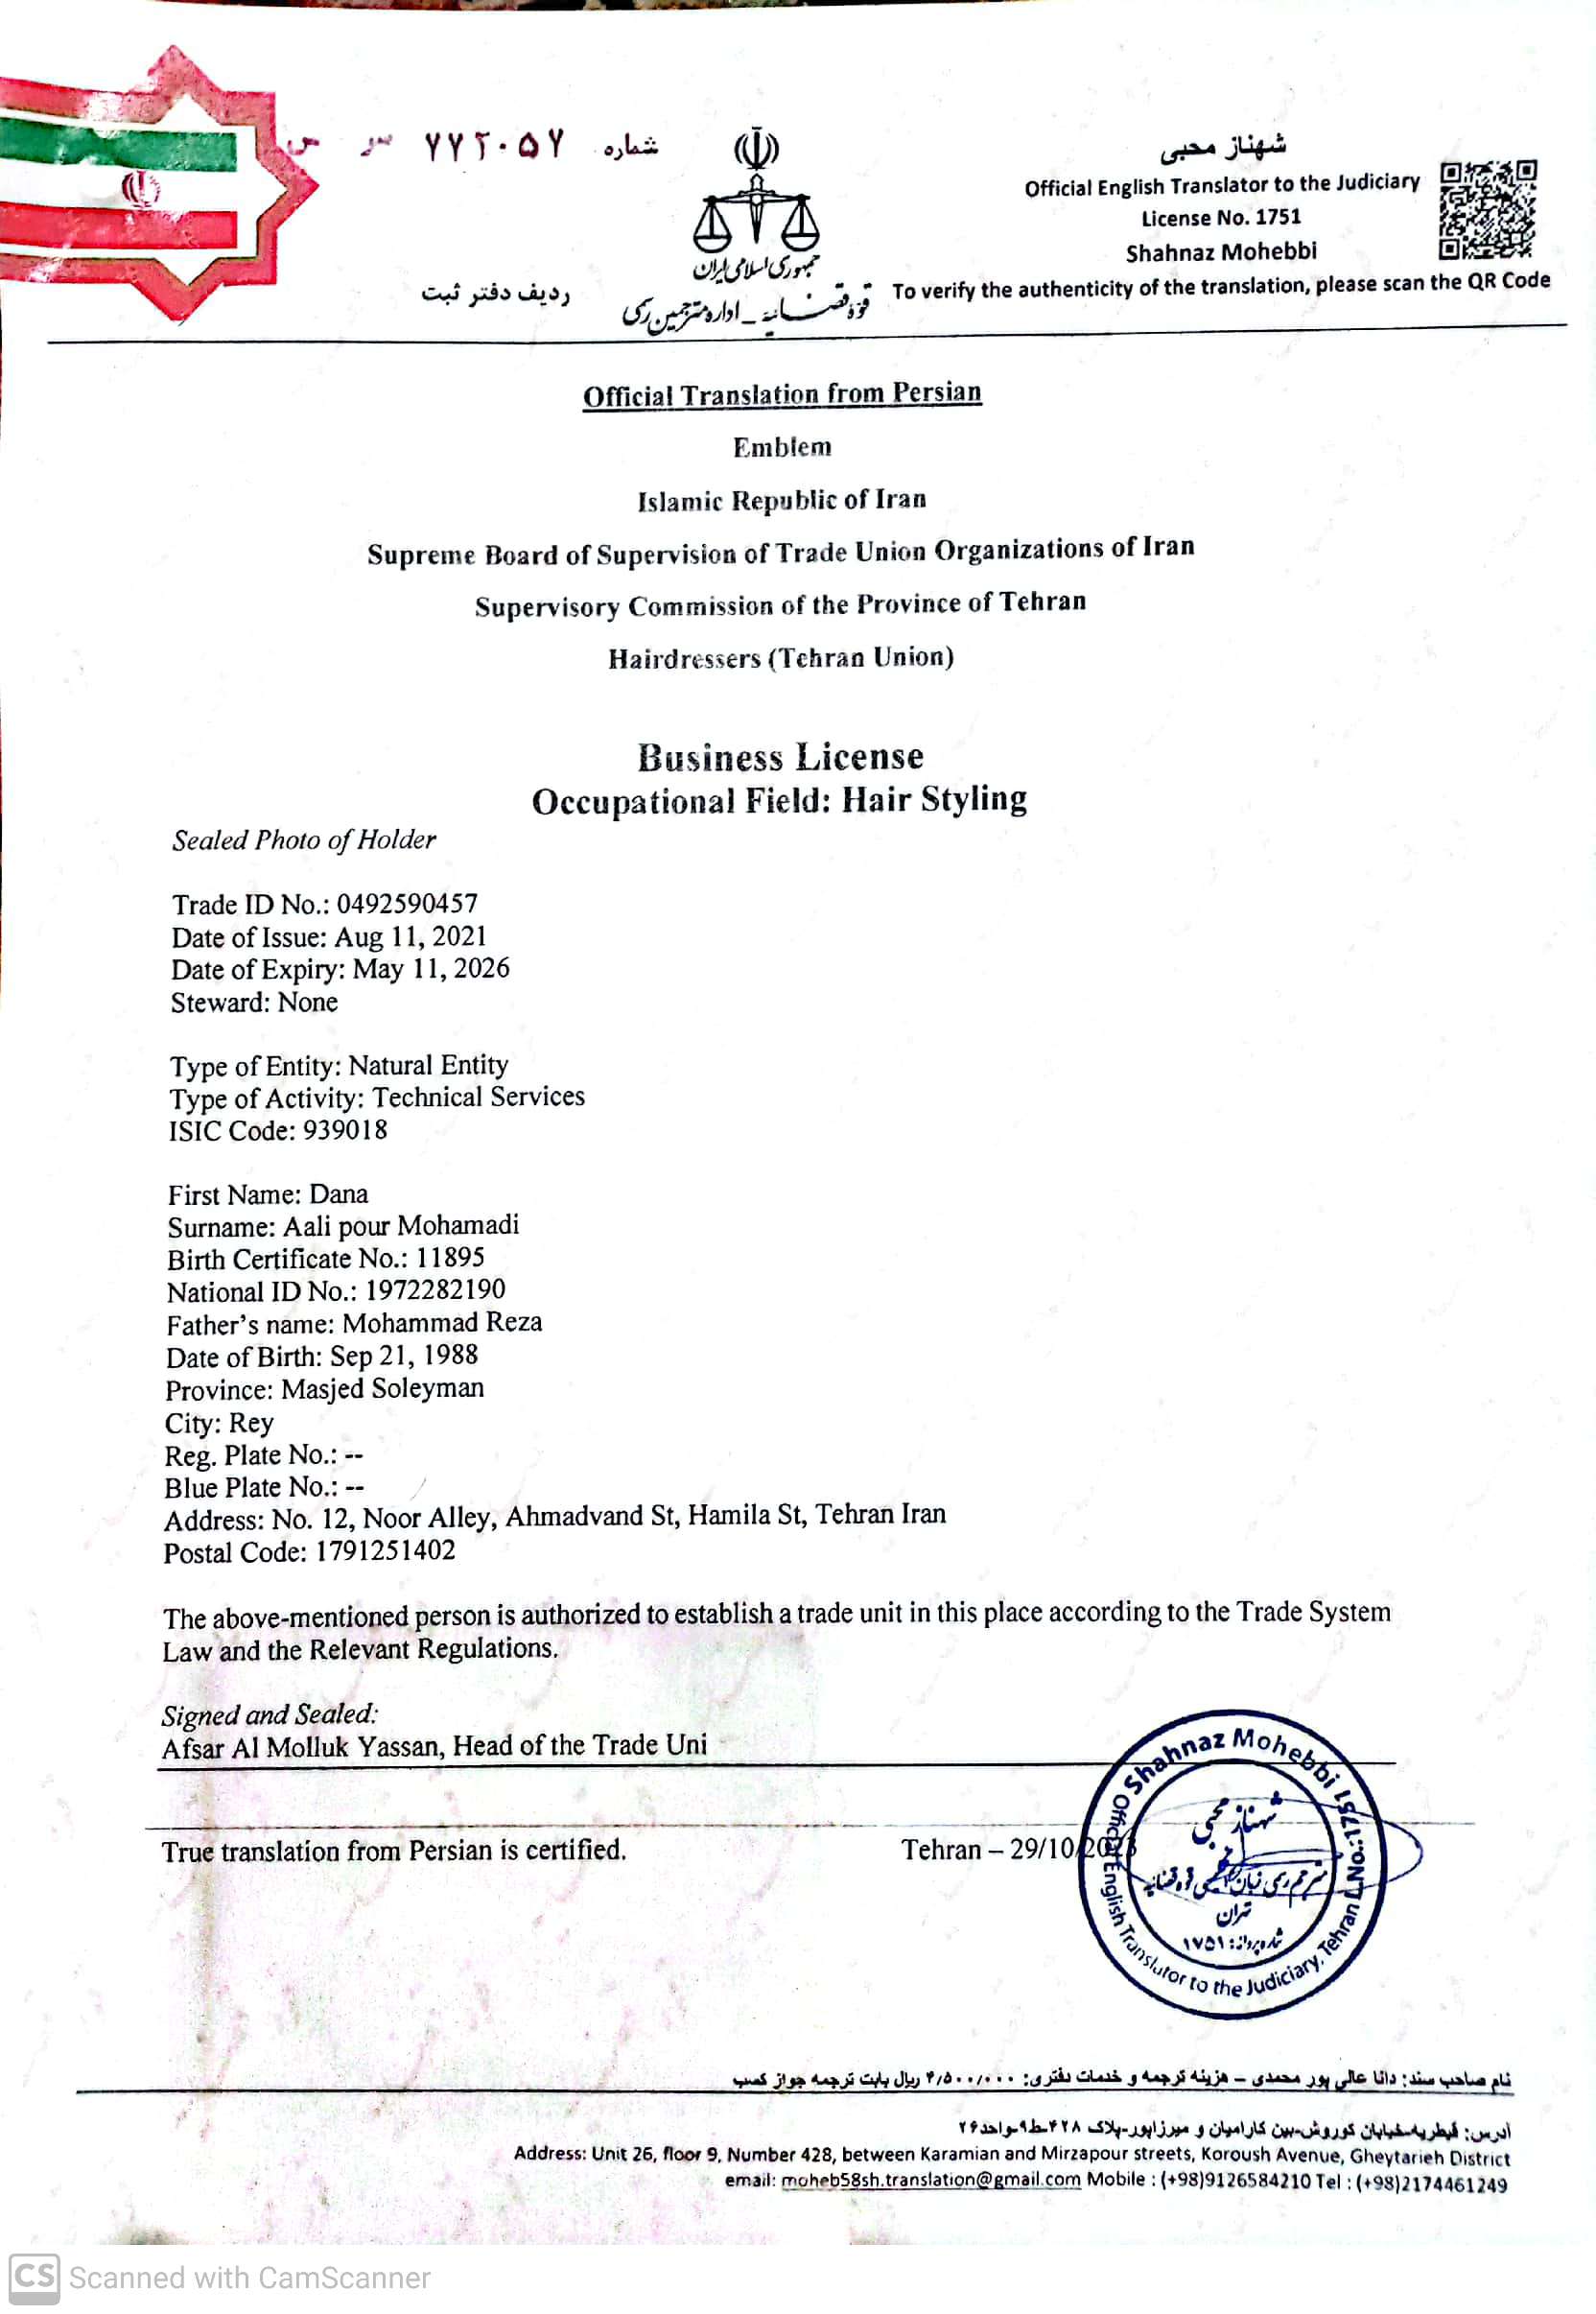 شماره ۷۷۲۰۵۷ س س
ردیف دفتر ثبت
جمهوری اسلامی ایران
قوه قضائیه – اداره مترجمین رسمی
شهناز محبی
Official English Translator to the Judiciary
License No. 1751
Shahnaz Mohebbi
To verify the authenticity of the translation, please scan the QR Code
Official Translation from Persian
Emblem
Islamic Republic of Iran
Supreme Board of Supervision of Trade Union Organizations of Iran
Supervisory Commission of the Province of Tehran
Hairdressers (Tehran Union)
Business License
Occupational Field: Hair Styling
Sealed Photo of Holder
Trade ID No.: 0492590457
Date of Issue: Aug 11, 2021
Date of Expiry: May 11, 2026
Steward: None
Type of Entity: Natural Entity
Type of Activity: Technical Services
ISIC Code: 939018
First Name: Dana
Surname: Aali pour Mohamadi
Birth Certificate No.: 11895
National ID No.: 1972282190
Father's name: Mohammad Reza
Date of Birth: Sep 21, 1988
Province: Masjed Soleyman
City: Rey
Reg. Plate No.: --
Blue Plate No.: --
Address: No. 12, Noor Alley, Ahmadvand St, Hamila St, Tehran Iran
Postal Code: 1791251402
The above-mentioned person is authorized to establish a trade unit in this place according to the Trade System
Law and the Relevant Regulations.
Signed and Sealed:
Afsar Al Molluk Yassan, Head of the Trade Uni
True translation from Persian is certified.
Tehran – 29/10/2023
Shahnaz Mohebbi
Official English Translator to the Judiciary, Tehran L.No.:1751
شهناز محبی
مترجم رسمی زبان انگلیسی قوه قضائیه
تهران
شماره پروانه: ۱۷۵۱
نام صاحب سند: دانا عالی پور محمدی – هزینه ترجمه و خدمات دفتری: ۴/۵۰۰/۰۰۰ ریال بابت ترجمه جواز کسب
آدرس: قیطریه-خیابان کوروش-بین کارامیان و میرزاپور-پلاک ۴۲۸-ط۹-واحد۲۶
Address: Unit 26, floor 9, Number 428, between Karamian and Mirzapour streets, Koroush Avenue, Gheytarieh District
email: moheb58sh.translation@gmail.com Mobile : (+98)9126584210 Tel : (+98)2174461249
CS Scanned with CamScanner